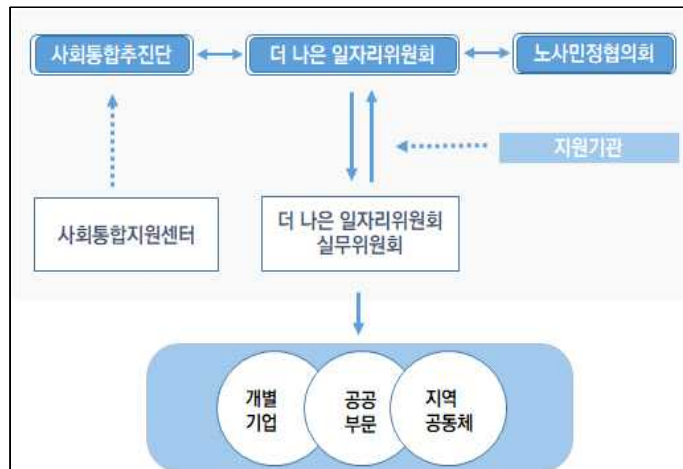 사회통합추진단
더 나은 일자리위원회
노사민정협의회
지원기관
사회통합지원센터
더 나은 일자리위원회
실무위원회
개별
기업
공공
부문
지역
공동체